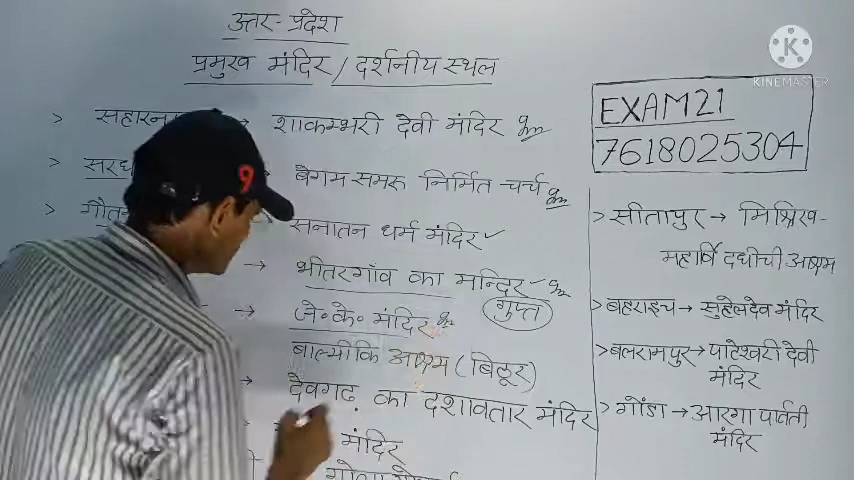 उत्तर-प्रदेश
प्रमुख मंदिर / दर्शनीय स्थल
> → शाकम्भरी देवी मंदिर
> बेगम समरू निर्मित चर्च
> → सनातन धर्म मंदिर ✓
→ भीतरगाँव का मन्दिर ✓
गुप्त
→ जे०के० मंदिर
बाल्मीकि आश्रम (बिठूर)
→ देवगढ़ का दशावतार मंदिर
मंदिर
EXAM21
7618025304
> सीतापुर → मिश्रिख-
महार्षि दधीची आश्रम
> बहराइच → सुहेलदेव मंदिर
> बलरामपुर → पाटेश्वरी देवी
मंदिर
> गोंडा → आरगा पार्वती
मंदिर
K
KINEMASTER
9